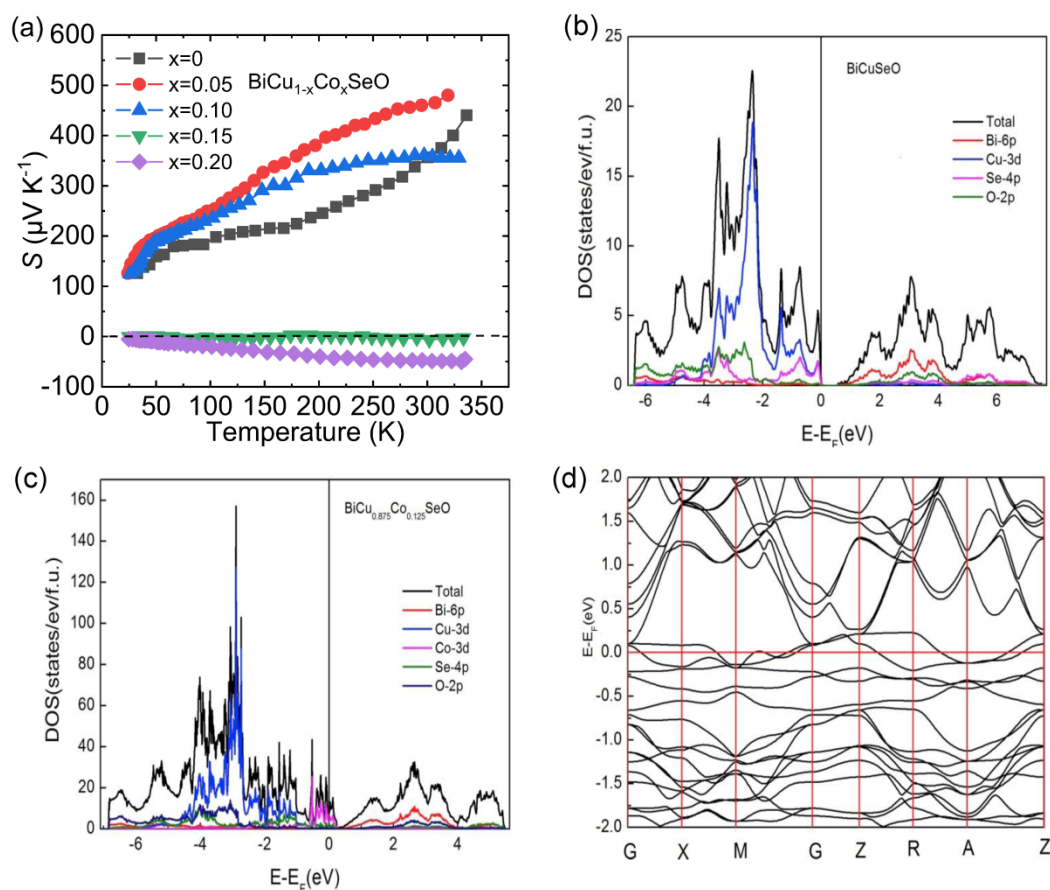 (a)
600
500
400
300
200
100
0
-100
S (μV K⁻¹)
x=0
x=0.05
x=0.10
x=0.15
x=0.20
BiCu₁₋ₓCoₓSeO
0 50 100 150 200 250 300 350
Temperature (K)
(b)
25
20
15
10
5
0
DOS(states/ev/f.u.)
BiCuSeO
Total
Bi-6p
Cu-3d
Se-4p
O-2p
-6 -4 -2 0 2 4 6
E-E_F(eV)
(c)
160
140
120
100
80
60
40
20
0
DOS(states/ev/f.u.)
BiCu₀.₈₇₅Co₀.₁₂₅SeO
Total
Bi-6p
Cu-3d
Co-3d
Se-4p
O-2p
-6 -4 -2 0 2 4
E-E_F(eV)
(d)
2.0
1.5
1.0
0.5
0.0
-0.5
-1.0
-1.5
-2.0
E-E_F(eV)
G X M G Z R A Z